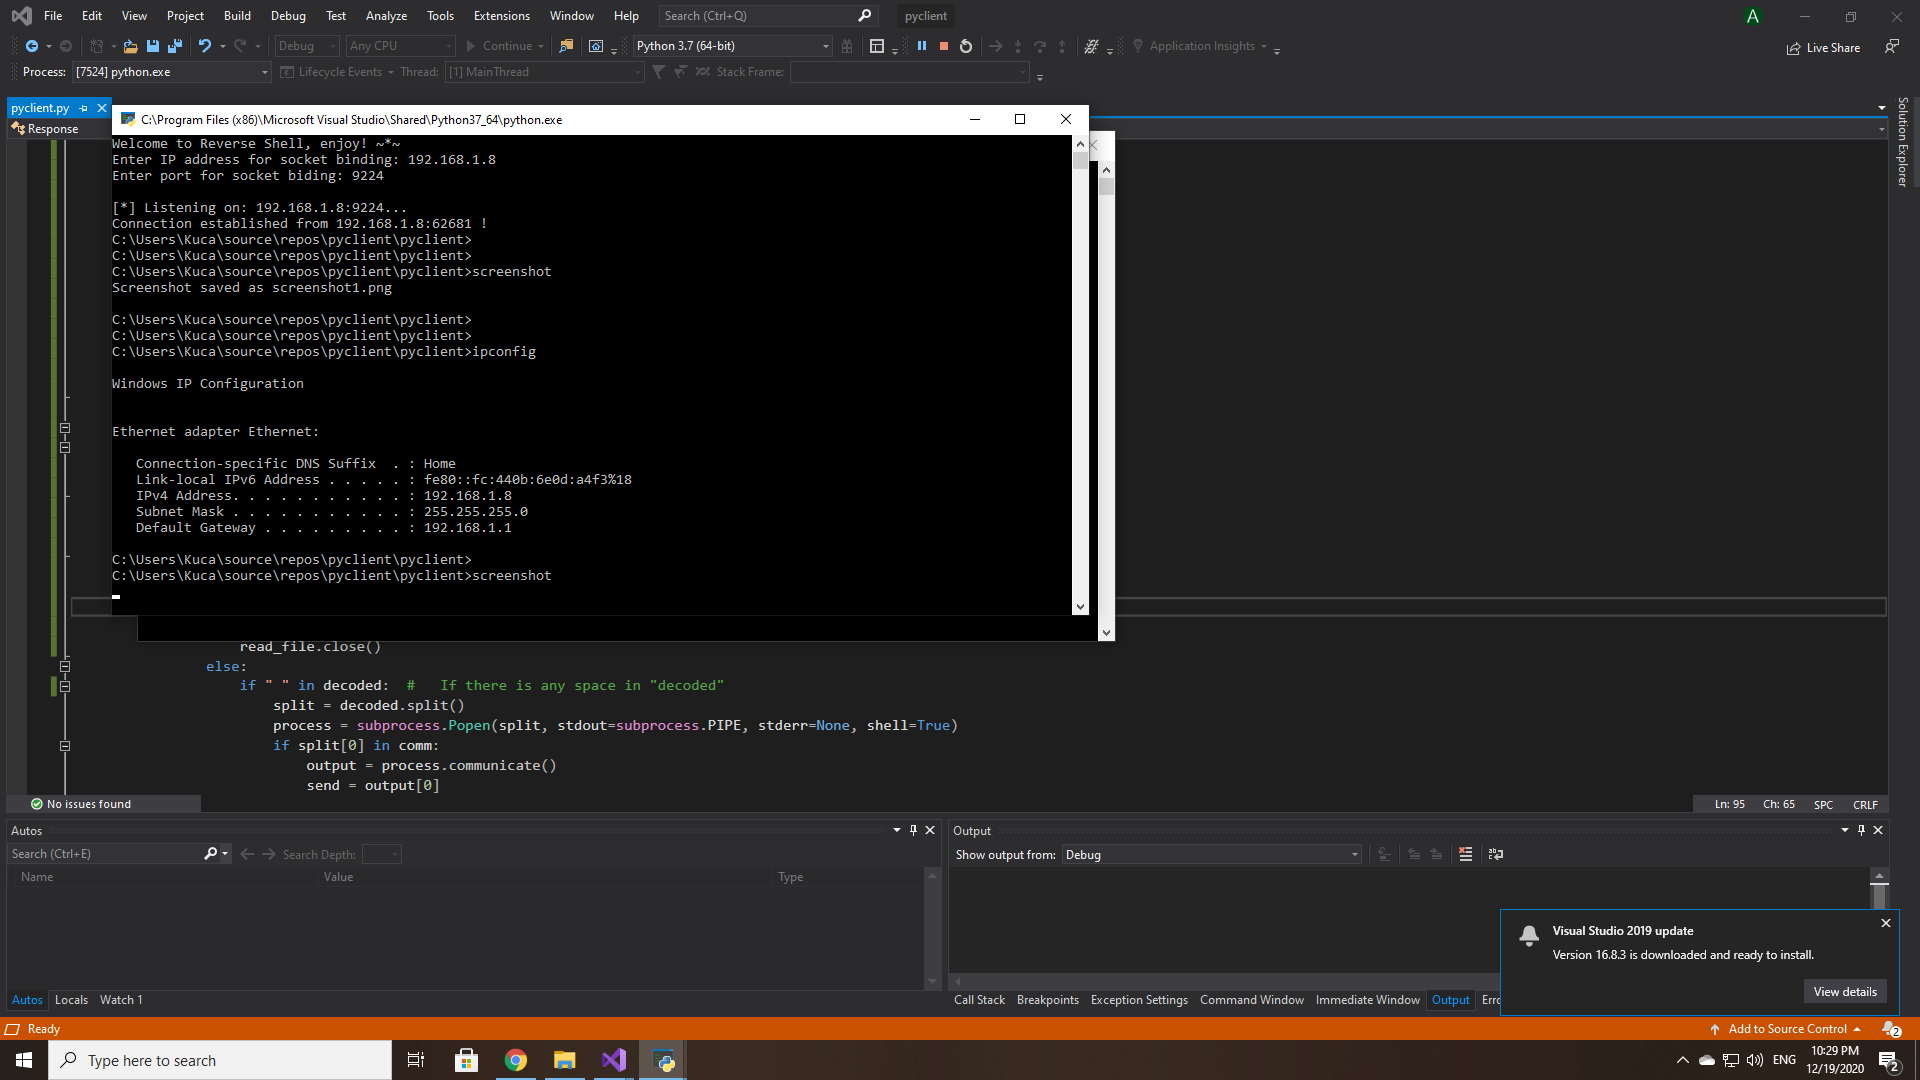 File Edit View Project Build Debug Test Analyze Tools Extensions Window Help Search (Ctrl+Q) pyclient A
Debug Any CPU Continue Python 3.7 (64-bit) Application Insights Live Share
Process: [7524] python.exe Lifecycle Events Thread: [1] MainThread Stack Frame:
pyclient.py
Response
Solution Explorer
C:\Program Files (x86)\Microsoft Visual Studio\Shared\Python37_64\python.exe
Welcome to Reverse Shell, enjoy! ~*~
Enter IP address for socket binding: 192.168.1.8
Enter port for socket biding: 9224
[*] Listening on: 192.168.1.8:9224...
Connection established from 192.168.1.8:62681 !
C:\Users\Kuca\source\repos\pyclient\pyclient>
C:\Users\Kuca\source\repos\pyclient\pyclient>
C:\Users\Kuca\source\repos\pyclient\pyclient>screenshot
Screenshot saved as screenshot1.png
C:\Users\Kuca\source\repos\pyclient\pyclient>
C:\Users\Kuca\source\repos\pyclient\pyclient>
C:\Users\Kuca\source\repos\pyclient\pyclient>ipconfig
Windows IP Configuration
Ethernet adapter Ethernet:
Connection-specific DNS Suffix . : Home
Link-local IPv6 Address . . . . . : fe80::fc:440b:6e0d:a4f3%18
IPv4 Address. . . . . . . . . . . : 192.168.1.8
Subnet Mask . . . . . . . . . . . : 255.255.255.0
Default Gateway . . . . . . . . . : 192.168.1.1
C:\Users\Kuca\source\repos\pyclient\pyclient>
C:\Users\Kuca\source\repos\pyclient\pyclient>screenshot
read_file.close()
else:
if " " in decoded: # If there is any space in "decoded"
split = decoded.split()
process = subprocess.Popen(split, stdout=subprocess.PIPE, stderr=None, shell=True)
if split[0] in comm:
output = process.communicate()
send = output[0]
No issues found Ln: 95 Ch: 65 SPC CRLF
Autos
Search (Ctrl+E) Search Depth:
Name Value Type
Autos Locals Watch 1
Output
Show output from: Debug
Call Stack Breakpoints Exception Settings Command Window Immediate Window Output Erro
Visual Studio 2019 update
Version 16.8.3 is downloaded and ready to install.
View details
Ready Add to Source Control 2
Type here to search ENG 10:29 PM
12/19/2020 2